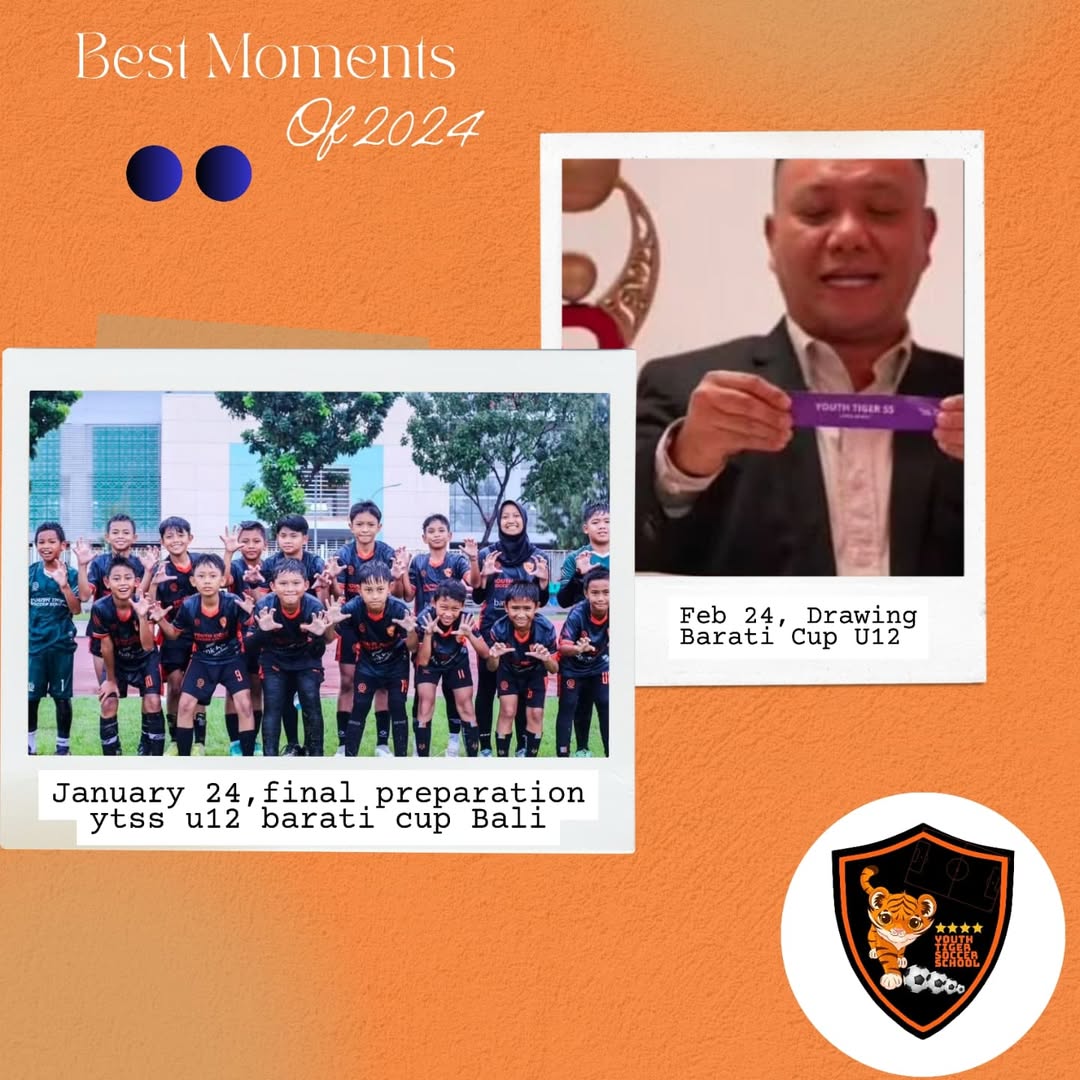 Best Moments
Of 2024
YOUTH TIGER SS
Feb 24, Drawing
Barati Cup U12
January 24,final preparation
ytss u12 barati cup Bali
YOUTH
TIGER
SOCCER
SCHOOL